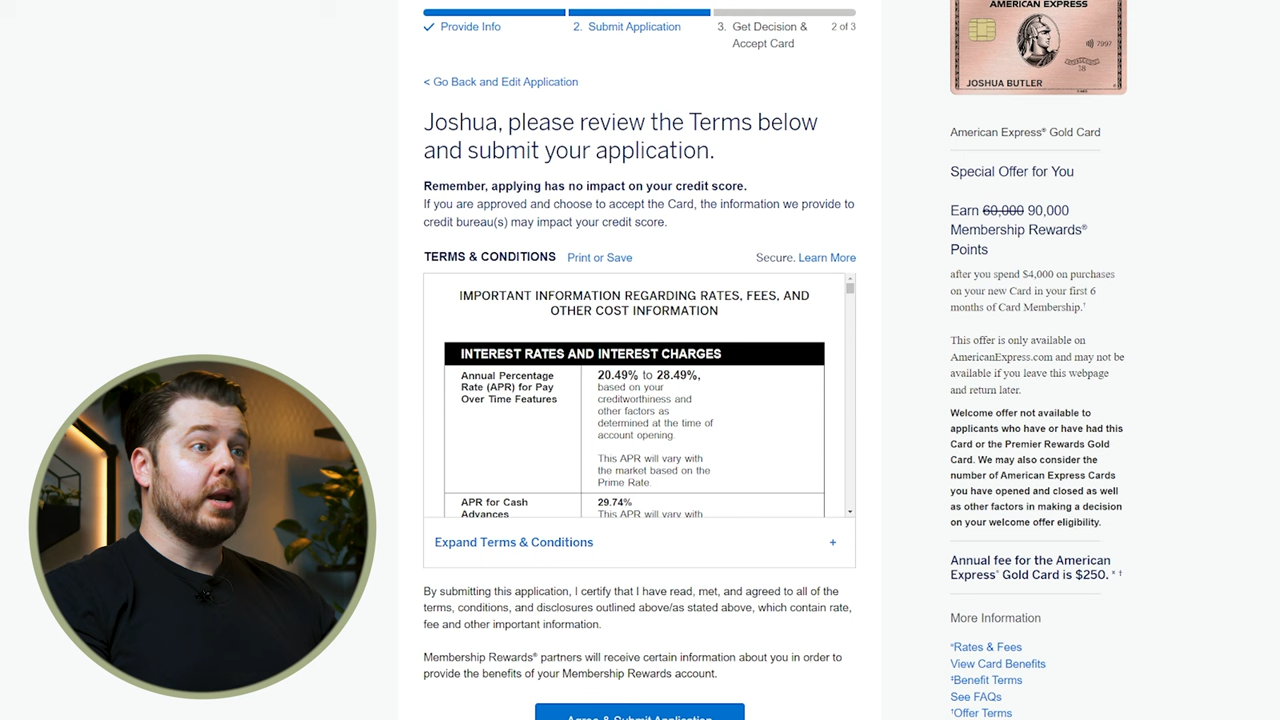 Provide Info
2. Submit Application
3. Get Decision &
Accept Card
2 of 3
< Go Back and Edit Application
Joshua, please review the Terms below
and submit your application.
Remember, applying has no impact on your credit score.
If you are approved and choose to accept the Card, the information we provide to
credit bureau(s) may impact your credit score.
TERMS & CONDITIONS Print or Save Secure. Learn More
IMPORTANT INFORMATION REGARDING RATES, FEES, AND
OTHER COST INFORMATION
INTEREST RATES AND INTEREST CHARGES
Annual Percentage
Rate (APR) for Pay
Over Time Features
20.49% to 28.49%,
based on your
creditworthiness and
other factors as
determined at the time of
account opening.
This APR will vary with
the market based on the
Prime Rate.
APR for Cash
Advances
29.74%
This APR will vary with
Expand Terms & Conditions +
By submitting this application, I certify that I have read, met, and agreed to all of the
terms, conditions, and disclosures outlined above/as stated above, which contain rate,
fee and other important information.
Membership Rewards® partners will receive certain information about you in order to
provide the benefits of your Membership Rewards account.
Agree & Submit Application
AMERICAN EXPRESS
7997
18
JOSHUA BUTLER
American Express® Gold Card
Special Offer for You
Earn 60,000 90,000
Membership Rewards®
Points
after you spend $4,000 on purchases
on your new Card in your first 6
months of Card Membership.†
This offer is only available on
AmericanExpress.com and may not be
available if you leave this webpage
and return later.
Welcome offer not available to
applicants who have or have had this
Card or the Premier Rewards Gold
Card. We may also consider the
number of American Express Cards
you have opened and closed as well
as other factors in making a decision
on your welcome offer eligibility.
Annual fee for the American
Express® Gold Card is $250. ¤ †
More Information
¤Rates & Fees
View Card Benefits
‡Benefit Terms
See FAQs
†Offer Terms